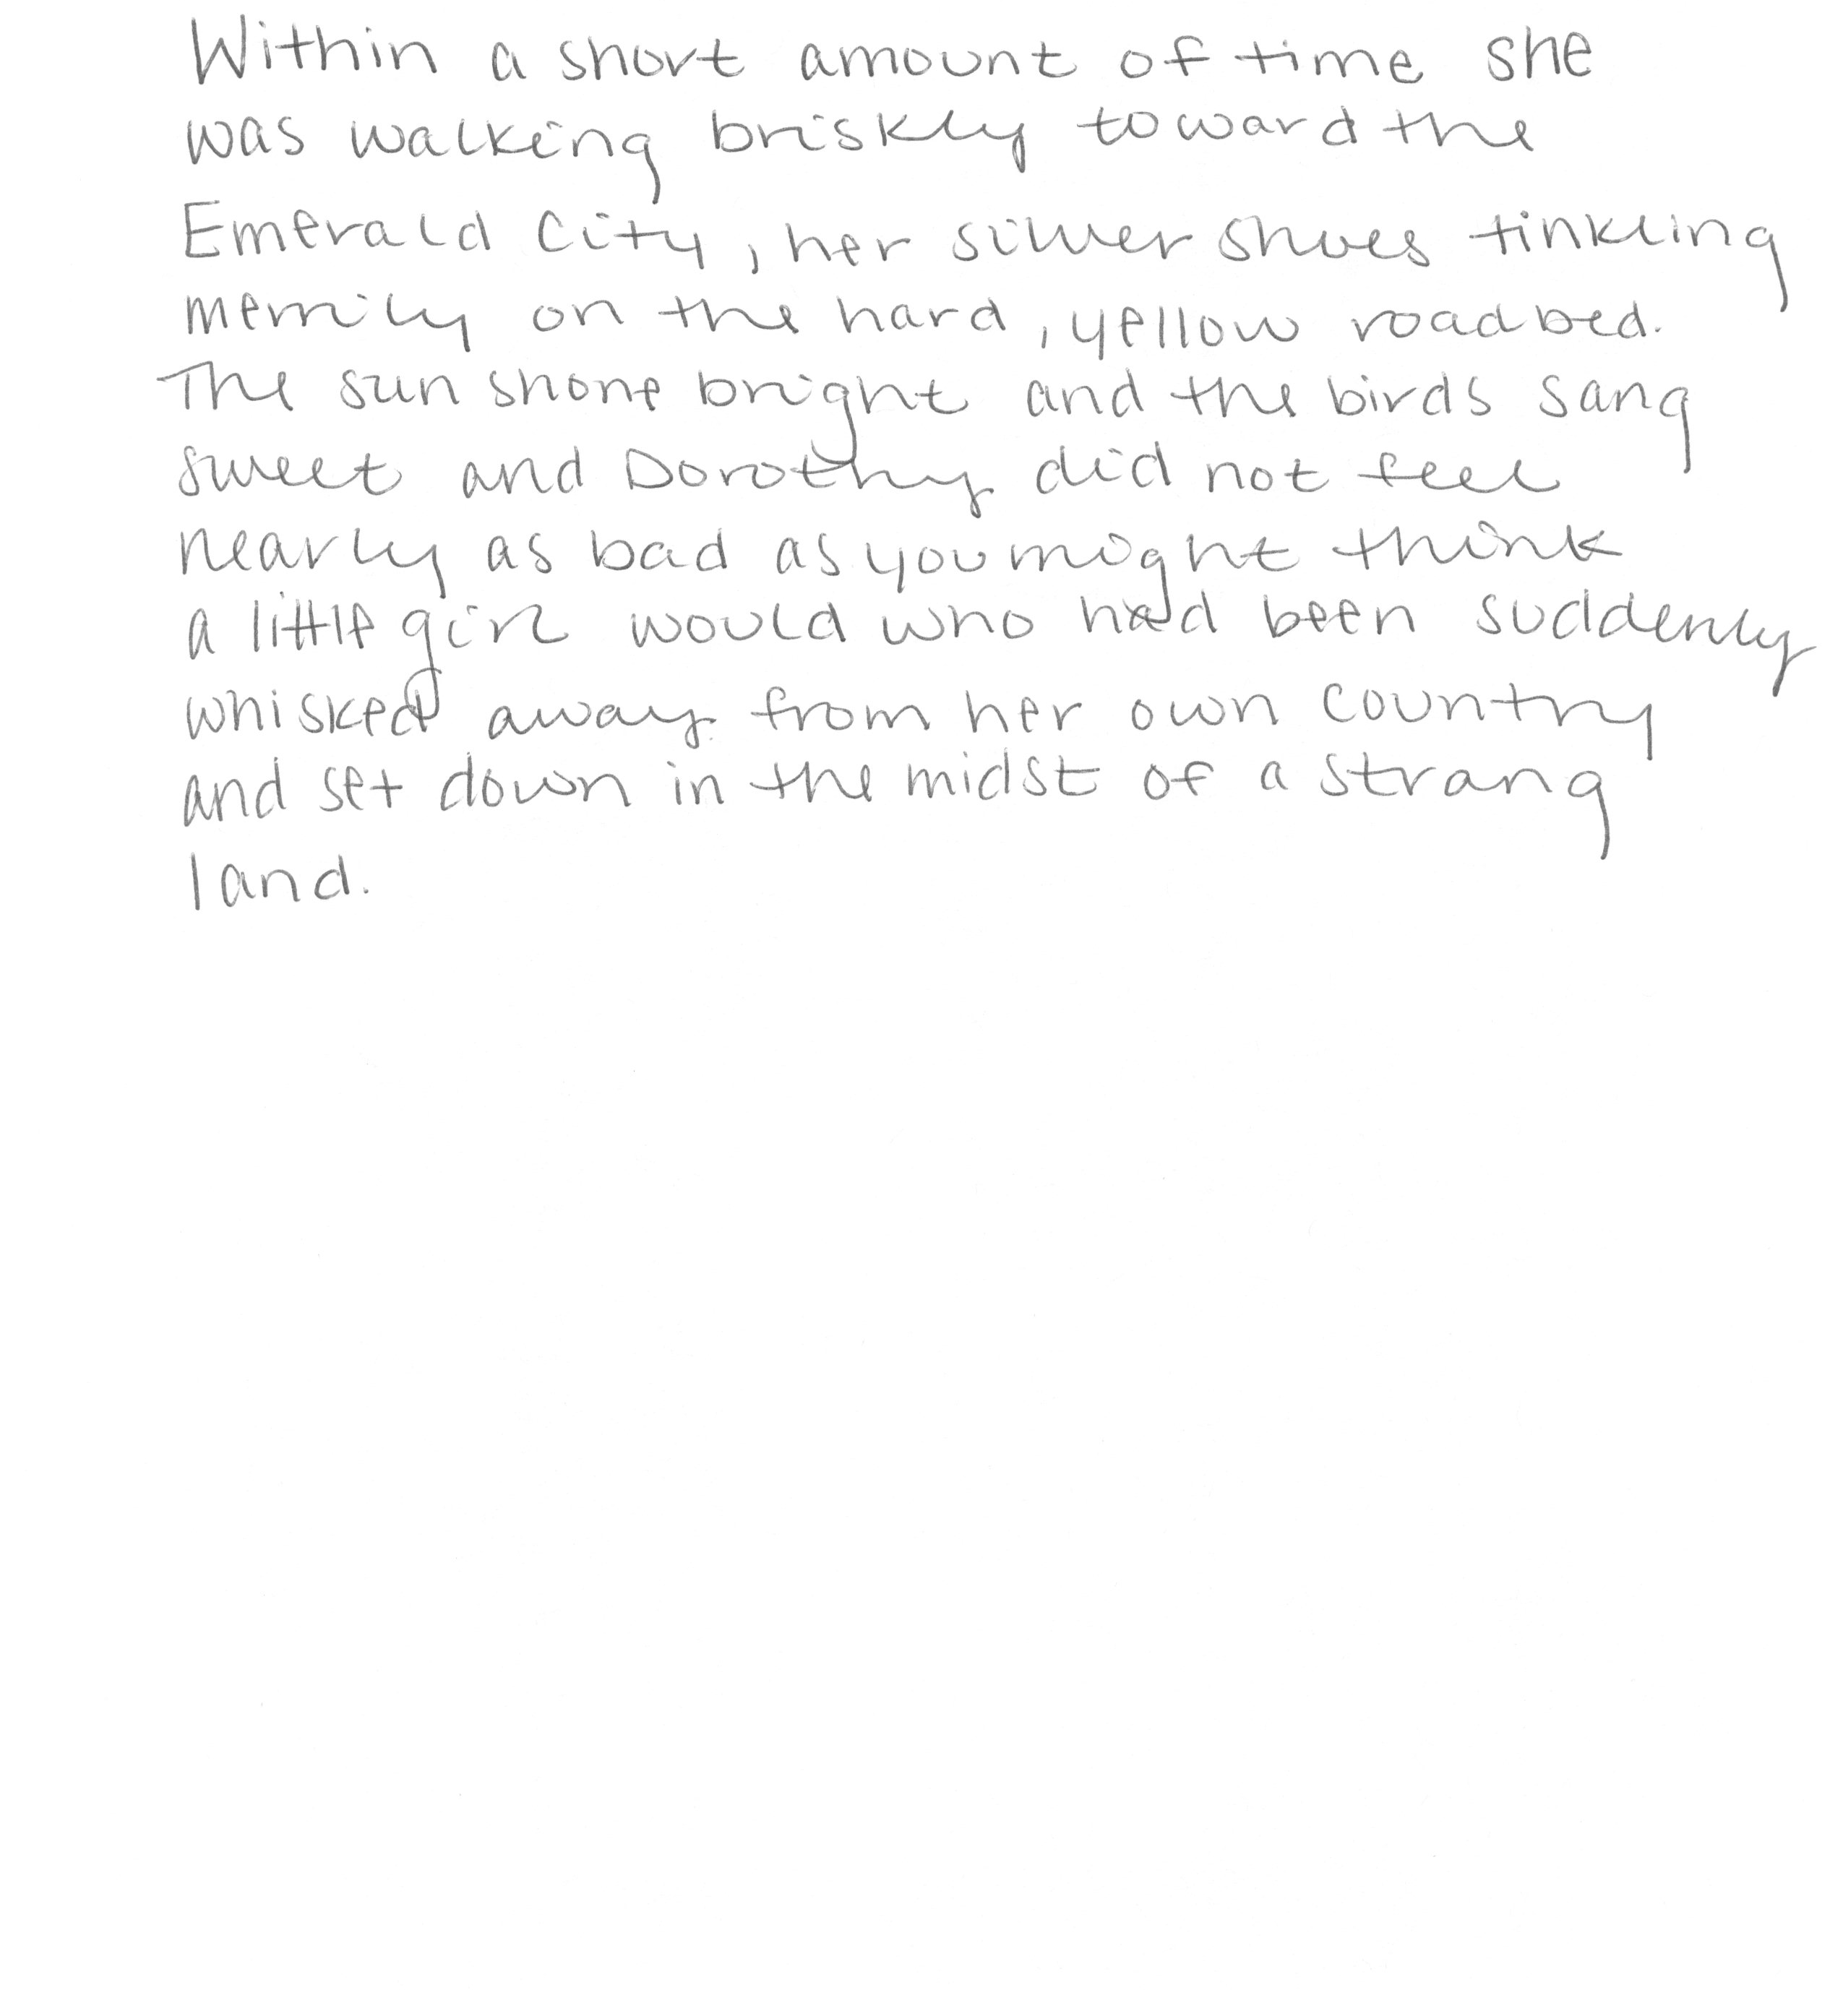 Within a short amount of time she
was walking briskly toward the
Emerald City, her silver shoes tinkling
merrily on the hard, yellow roadbed.
The sun shone bright and the birds sang
sweet and Dorothy did not feel
nearly as bad as you might think
a little girl would who had been suddenly
whisked away from her own country
and set down in the midst of a strang
land.